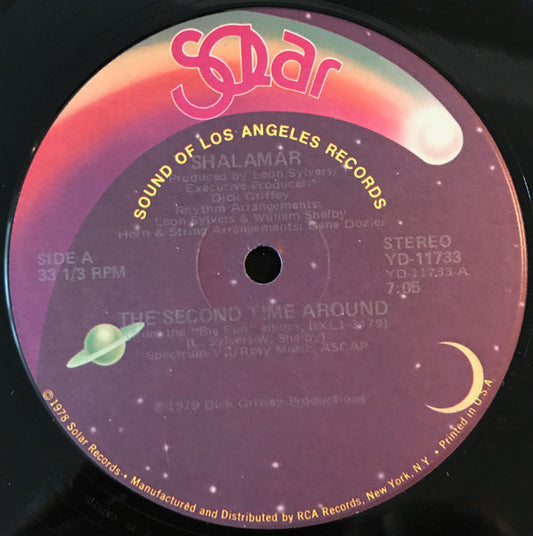 SOLAR
SOUND OF LOS ANGELES RECORDS
SHALAMAR
(Produced by Leon Sylvers/
Executive Producer:
Dick Griffey
Rhythm Arrangements:
Leon Sylvers & William Shelby
Horn & String Arrangements: Gene Dozier
SIDE A
33 1/3 RPM
STEREO
YD-11733
YD-11733-A
7:05
THE SECOND TIME AROUND
(from the "Big Fun" album, BXL1-3479)
(L. Sylvers-W. Shelby)
Spectrum VII/Rosy Music, ASCAP
©1979 Dick Griffey Productions
©1978 Solar Records • Manufactured and Distributed by RCA Records, New York, N.Y. • Printed in U.S.A.